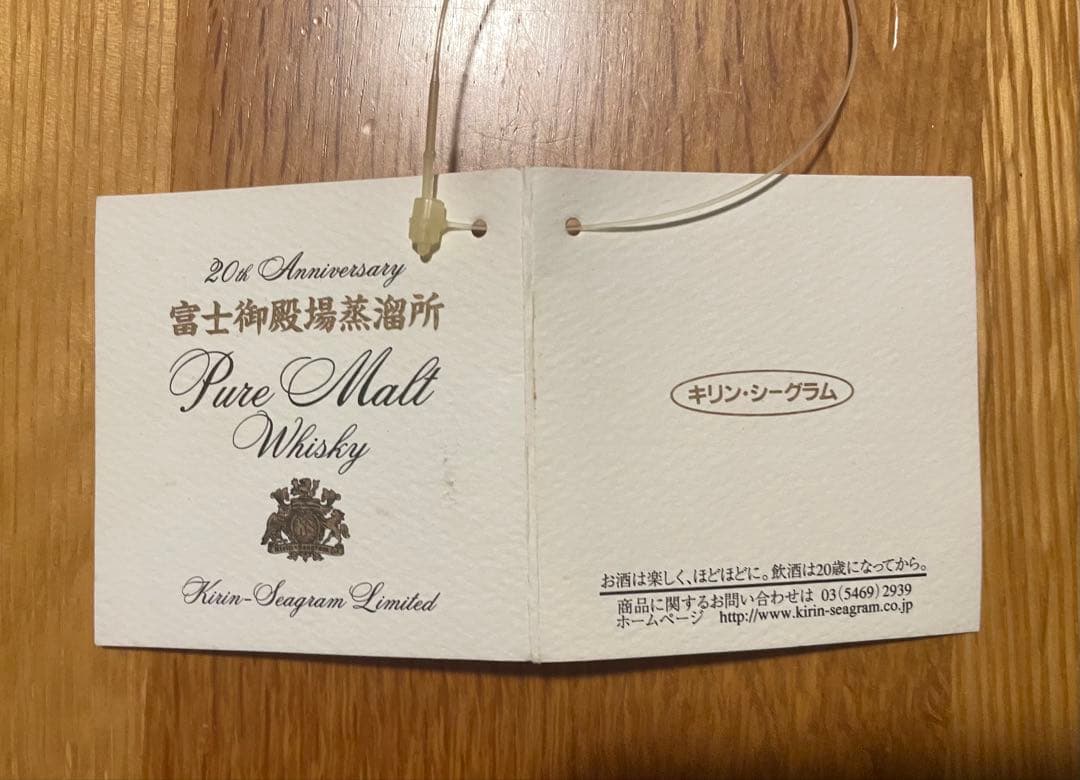 20th Anniversary
富士御殿場蒸溜所
Pure Malt
Whisky
Kirin-Seagram Limited
キリン・シーグラム
お酒は楽しく、ほどほどに。飲酒は20歳になってから。
商品に関するお問い合わせは 03(5469)2939
ホームページ http://www.kirin-seagram.co.jp